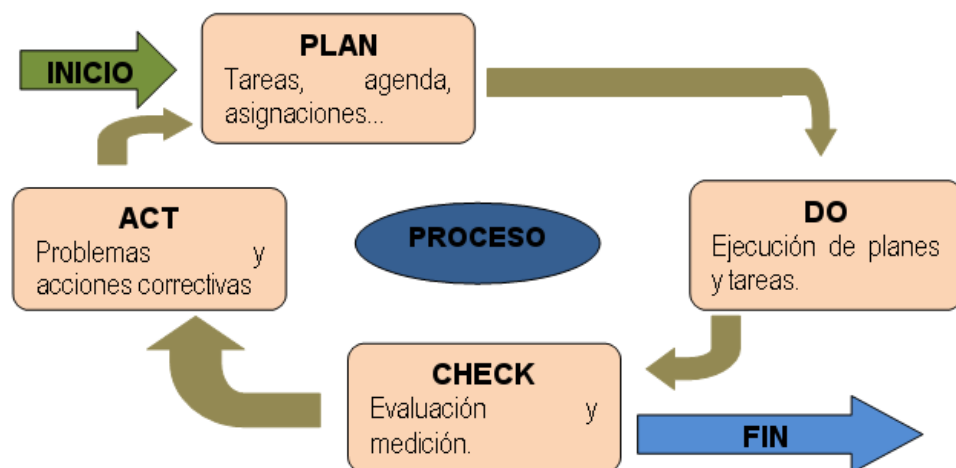 INICIO
PLAN
Tareas, agenda,
asignaciones...
ACT
Problemas y
acciones correctivas
PROCESO
DO
Ejecución de planes
y tareas.
CHECK
Evaluación y
medición.
FIN